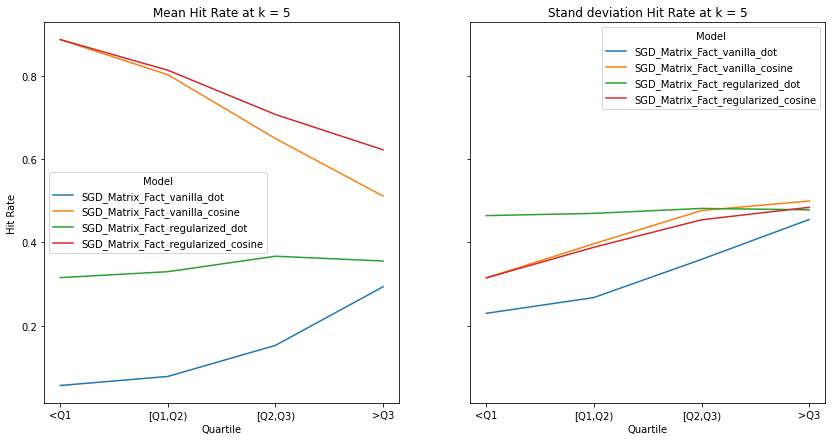 Mean Hit Rate at k = 5
Hit Rate
0.8
0.6
0.4
0.2
Model
SGD_Matrix_Fact_vanilla_dot
SGD_Matrix_Fact_vanilla_cosine
SGD_Matrix_Fact_regularized_dot
SGD_Matrix_Fact_regularized_cosine
<Q1
[Q1,Q2)
[Q2,Q3)
>Q3
Quartile
Stand deviation Hit Rate at k = 5
Model
SGD_Matrix_Fact_vanilla_dot
SGD_Matrix_Fact_vanilla_cosine
SGD_Matrix_Fact_regularized_dot
SGD_Matrix_Fact_regularized_cosine
<Q1
[Q1,Q2)
[Q2,Q3)
>Q3
Quartile